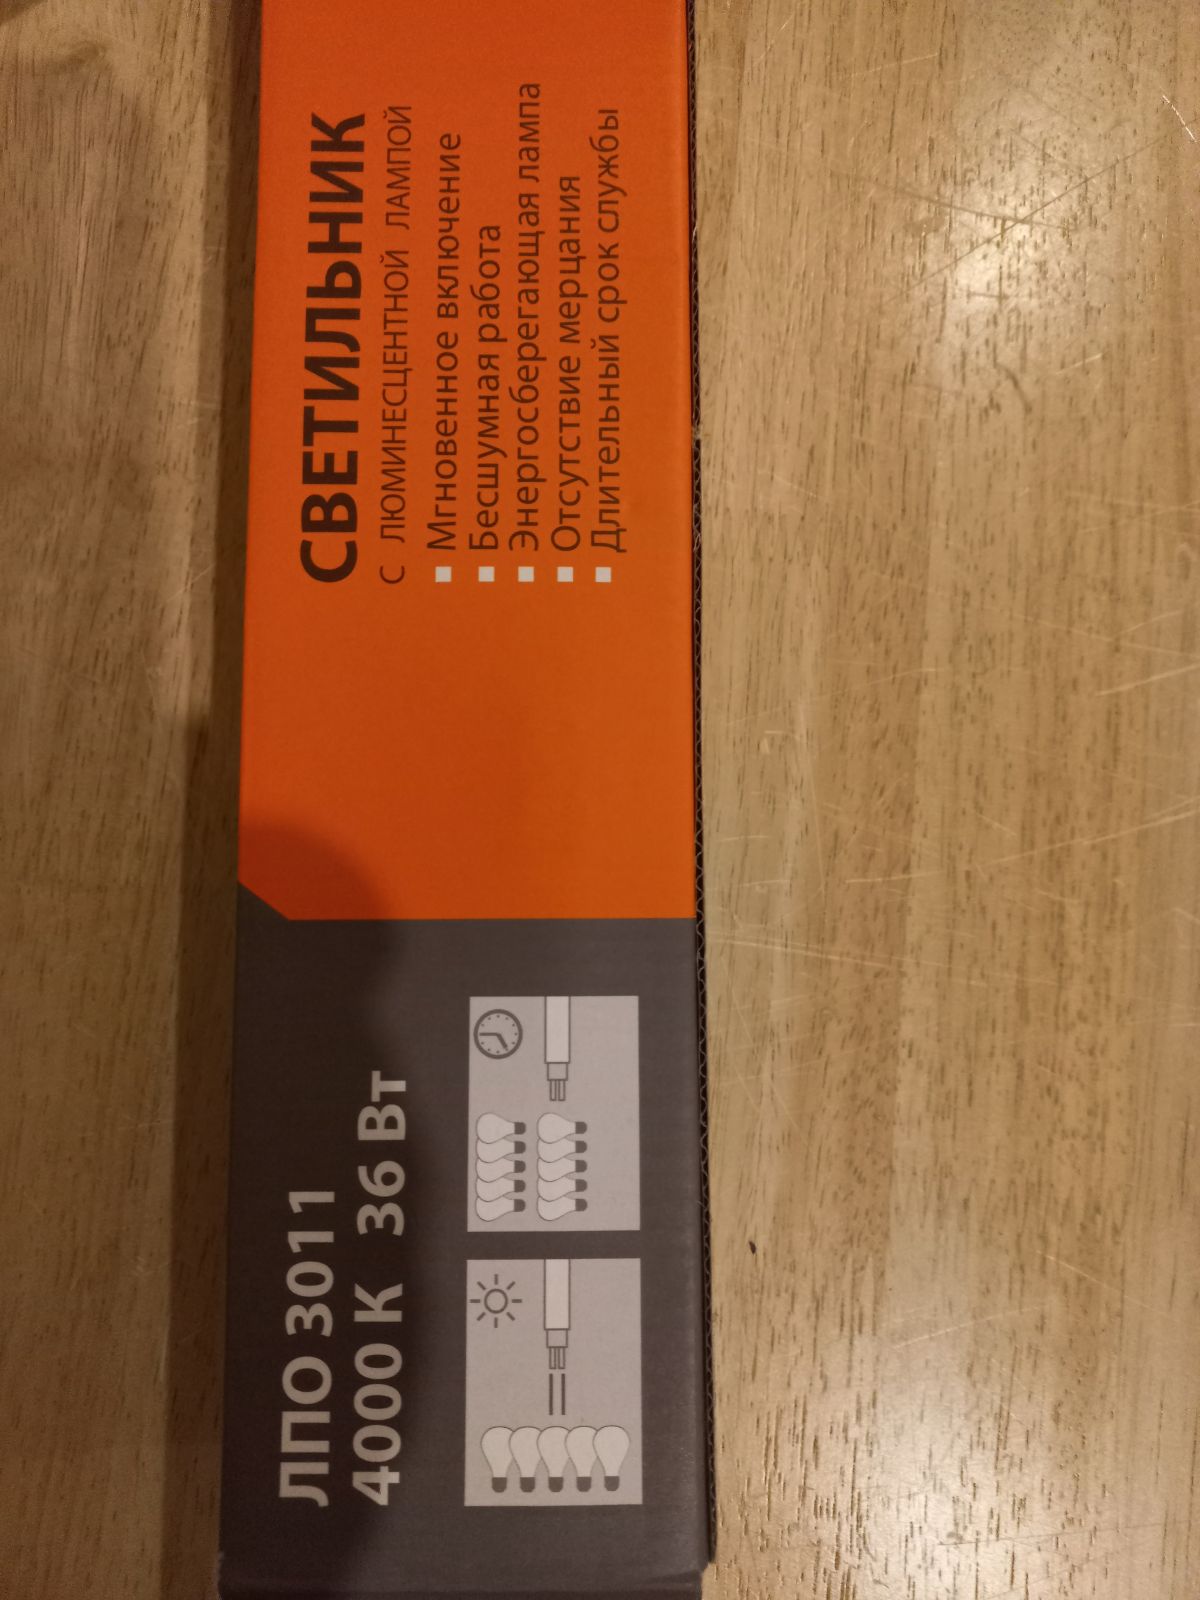 ЛПО 3011
4000 К 36 Вт
СВЕТИЛЬНИК
С ЛЮМИНЕСЦЕНТНОЙ ЛАМПОЙ
Мгновенное включение
Бесшумная работа
Энергосберегающая лампа
Отсутствие мерцания
Длительный срок службы